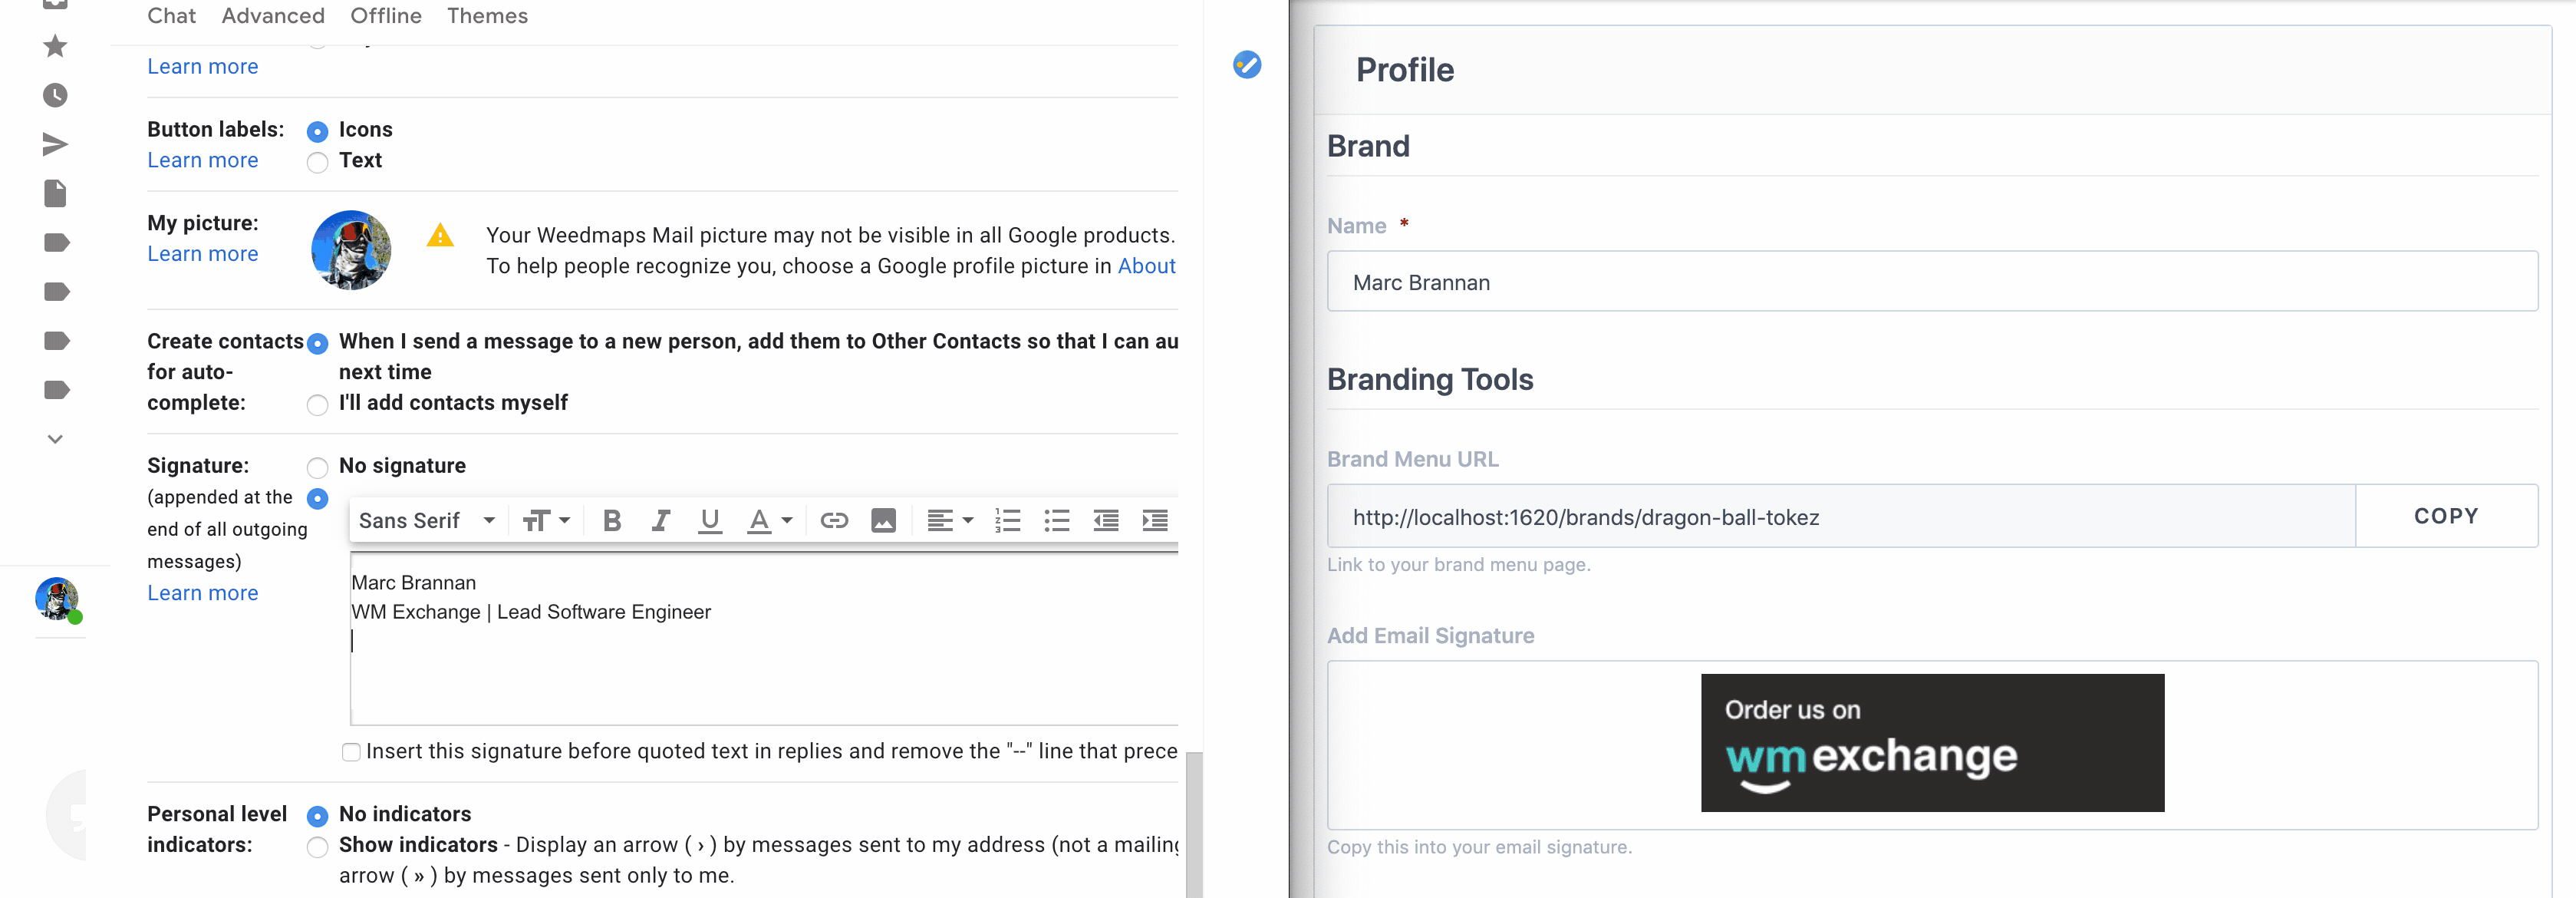 Chat Advanced Offline Themes
Learn more
Button labels:
Learn more
Icons
Text
My picture:
Learn more
Your Weedmaps Mail picture may not be visible in all Google products.
To help people recognize you, choose a Google profile picture in About
Create contacts
for auto-
complete:
When I send a message to a new person, add them to Other Contacts so that I can au
next time
I'll add contacts myself
Signature:
(appended at the
end of all outgoing
messages)
Learn more
No signature
Sans Serif
Marc Brannan
WM Exchange | Lead Software Engineer
Insert this signature before quoted text in replies and remove the "--" line that prece
Personal level
indicators:
No indicators
Show indicators - Display an arrow ( › ) by messages sent to my address (not a mailing
arrow ( » ) by messages sent only to me.
Profile
Brand
Name *
Marc Brannan
Branding Tools
Brand Menu URL
http://localhost:1620/brands/dragon-ball-tokez
COPY
Link to your brand menu page.
Add Email Signature
Order us on
wm exchange
Copy this into your email signature.